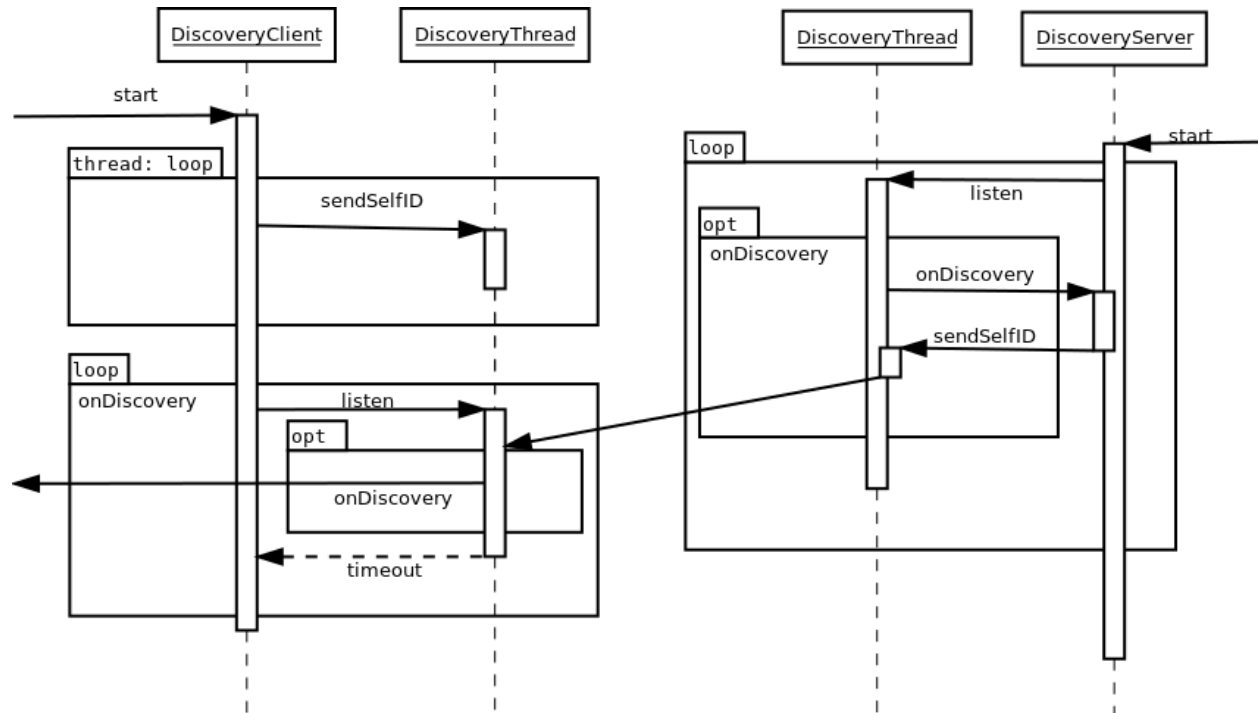 DiscoveryClient
DiscoveryThread
DiscoveryThread
DiscoveryServer
start
start
loop
thread: loop
listen
sendSelfID
opt
onDiscovery
onDiscovery
sendSelfID
loop
onDiscovery
listen
opt
onDiscovery
timeout